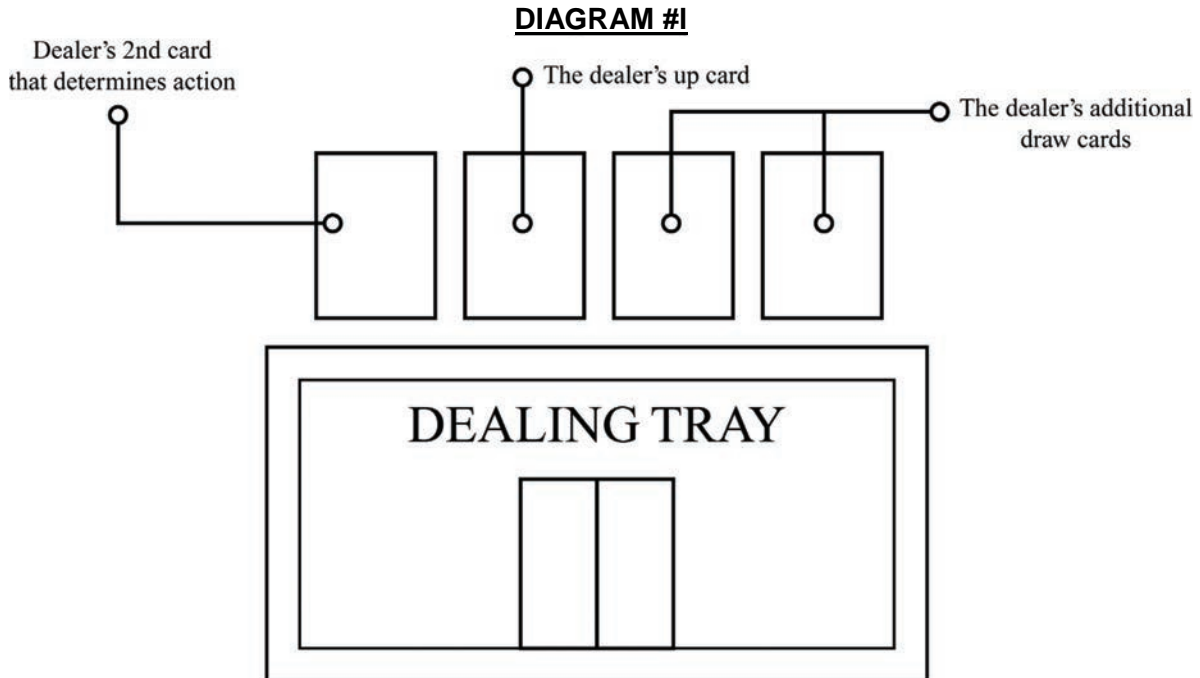 DIAGRAM #I
Dealer’s 2nd card
that determines action
The dealer’s up card
The dealer’s additional
draw cards
DEALING TRAY